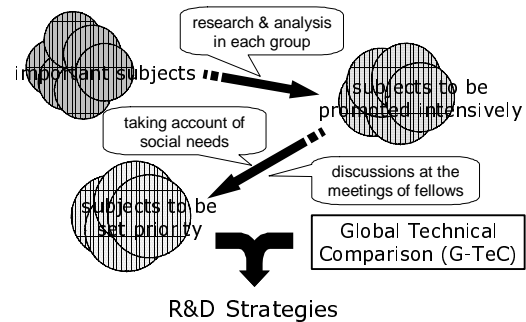 research & analysis
in each group
important subjects
subjects to be
promoted intensively
taking account of
social needs
discussions at the
meetings of fellows
subjects to be
set priority
Global Technical
Comparison (G-TeC)
R&D Strategies